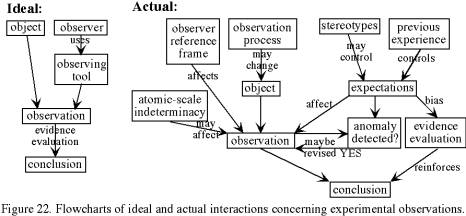 Ideal:
object
observer
uses
observing
tool
observation
evidence
evaluation
conclusion
Actual:
observer
reference
frame
observation
process
stereotypes
previous
experience
may
change
may
control
controls
affects
object
expectations
atomic-scale
indeterminacy
affect
bias
may
affect
observation
maybe
revised YES
anomaly
detected?
evidence
evaluation
reinforces
conclusion
Figure 22. Flowcharts of ideal and actual interactions concerning experimental observations.